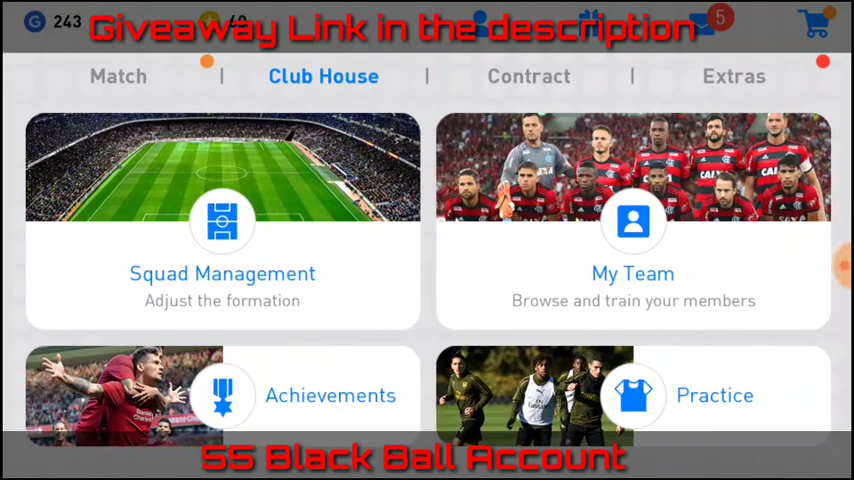 G 243
Giveaway Link in the description
5
Match | Club House | Contract | Extras
CAIXA
Squad Management
Adjust the formation
My Team
Browse and train your members
Achievements
Practice
55 Black Ball Account